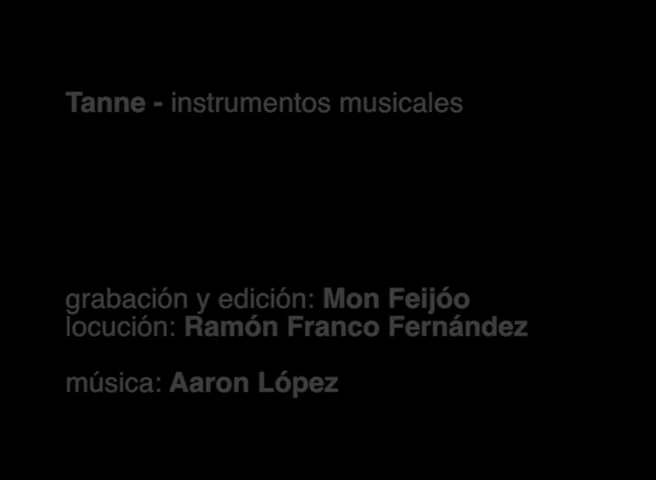 Tanne - instrumentos musicales
grabación y edición: Mon Feijóo
locución: Ramón Franco Fernández
música: Aaron López